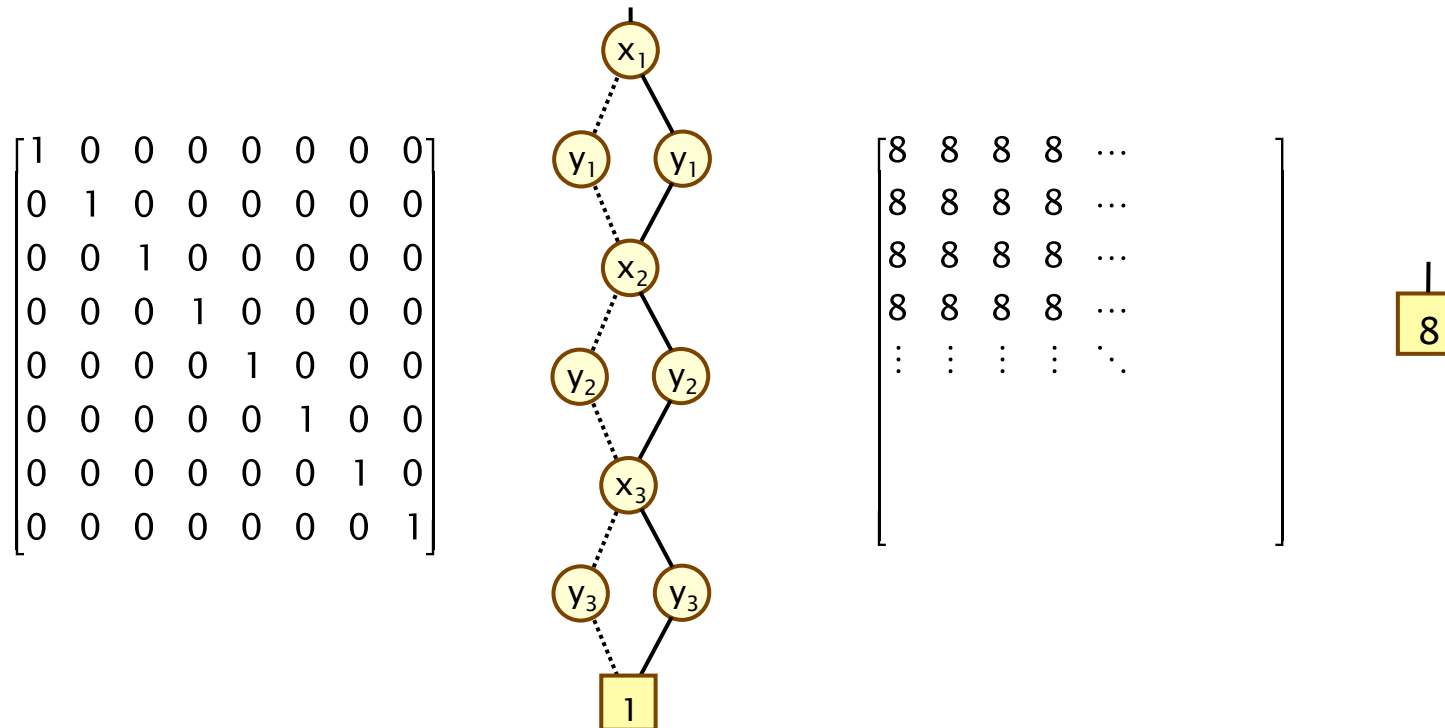 1 0 0 0 0 0 0 0
0 1 0 0 0 0 0 0
0 0 1 0 0 0 0 0
0 0 0 1 0 0 0 0
0 0 0 0 1 0 0 0
0 0 0 0 0 1 0 0
0 0 0 0 0 0 1 0
0 0 0 0 0 0 0 1
x₁
y₁ y₁
x₂
y₂ y₂
x₃
y₃ y₃
1
8 8 8 8 ⋯
8 8 8 8 ⋯
8 8 8 8 ⋯
8 8 8 8 ⋯
⋮ ⋮ ⋮ ⋮ ⋱
8